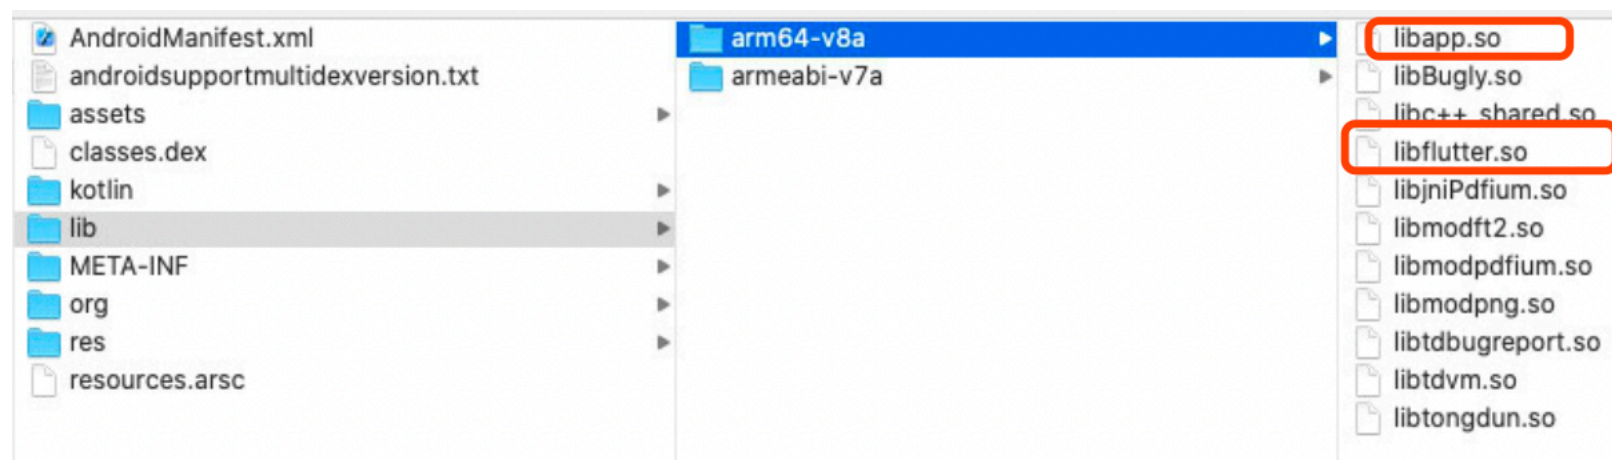 AndroidManifest.xml
androidsupportmultidexversion.txt
assets
classes.dex
kotlin
lib
META-INF
org
res
resources.arsc
arm64-v8a
armeabi-v7a
libapp.so
libBugly.so
libc++_shared.so
libflutter.so
libjniPdfium.so
libmodft2.so
libmodpdfium.so
libmodpng.so
libtdbugreport.so
libtdvm.so
libtongdun.so